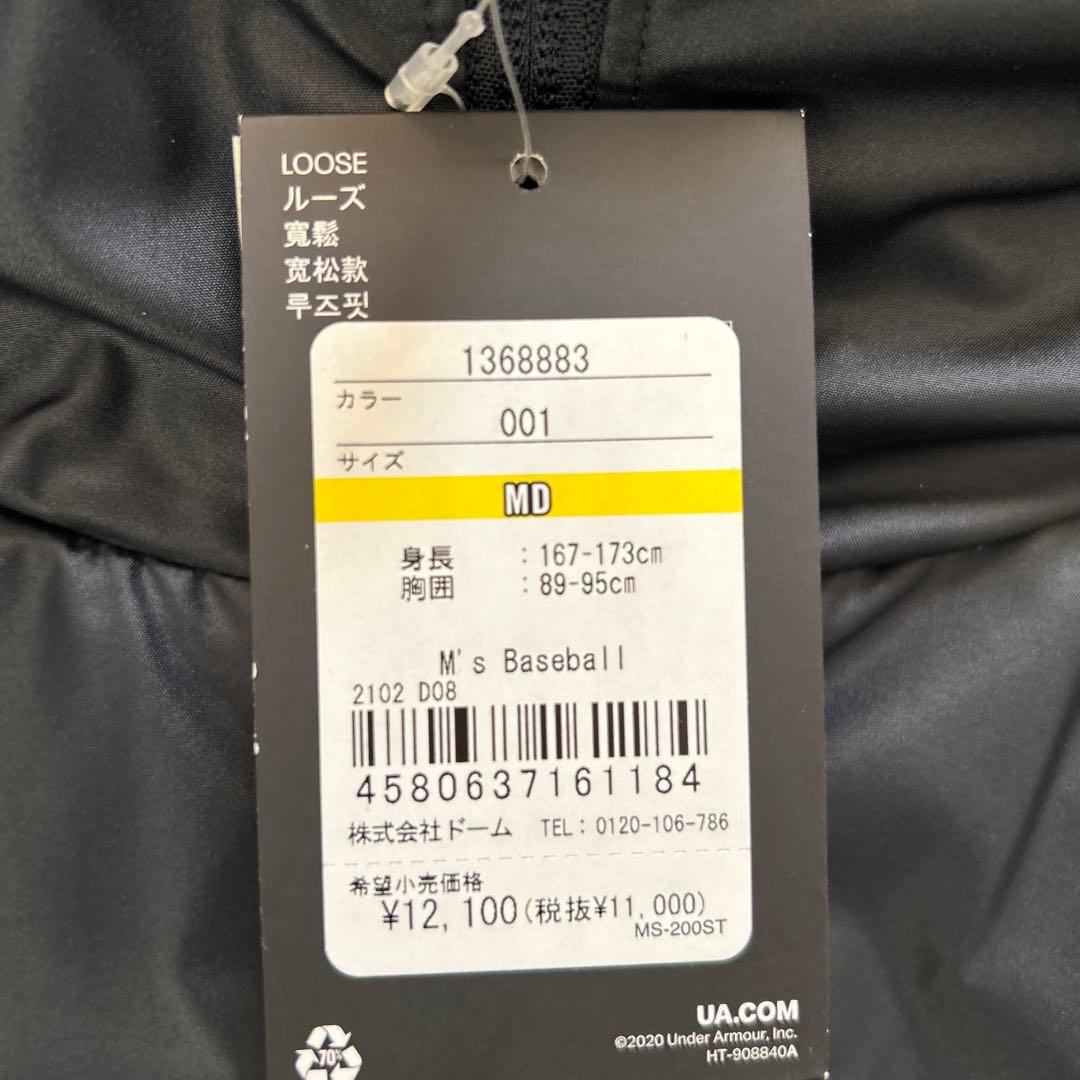 LOOSE
ルーズ
寬鬆
宽松款
루즈핏
1368883
カラー
001
サイズ
MD
身長 : 167-173cm
胸囲 : 89-95cm
M's Baseball
2102 D08
4580637161184
株式会社ドーム TEL: 0120-106-786
希望小売価格
¥12,100(税抜¥11,000)
MS-200ST
UA.COM
©2020 Under Armour, Inc.
HT-908840A
70%